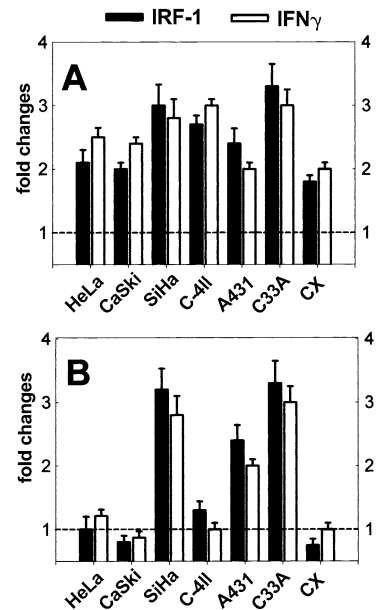 IRF-1 IFNγ
A
fold changes
4 4
3 3
2 2
1 1
HeLa CaSki SiHa C-4II A431 C33A CX
B
fold changes
4 4
3 3
2 2
1 1
HeLa CaSki SiHa C-4II A431 C33A CX